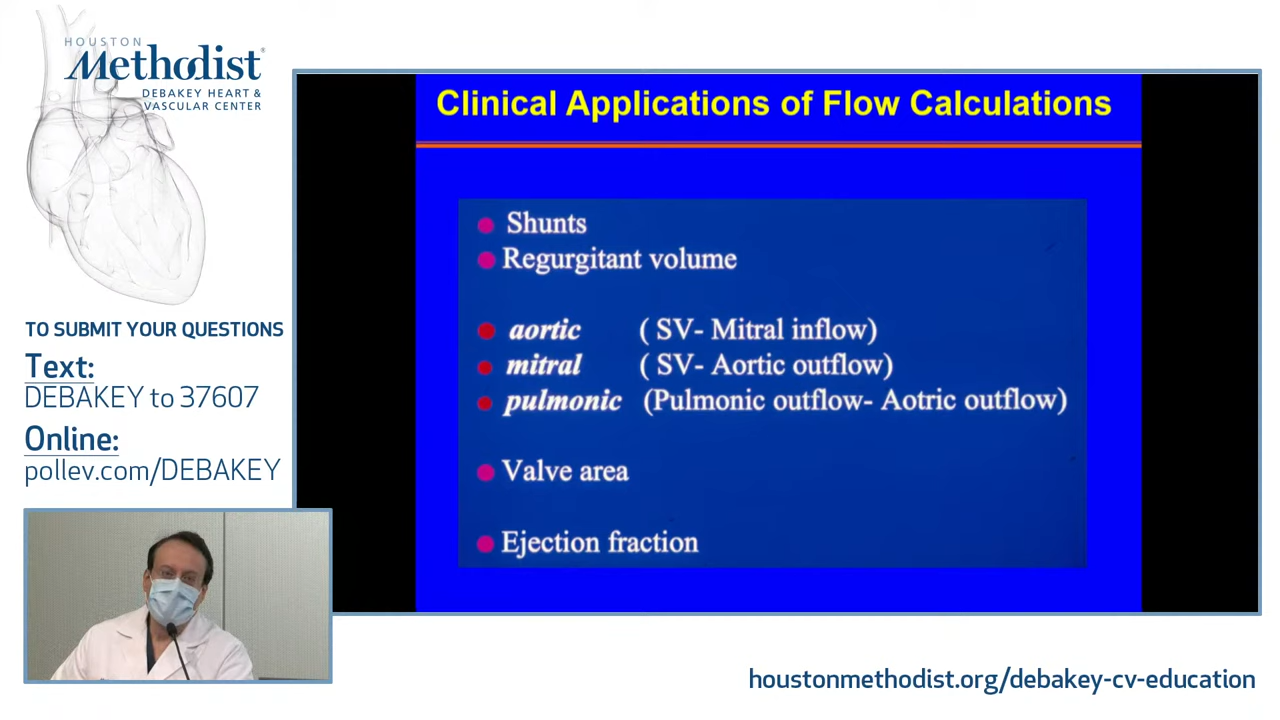 HOUSTON
Methodist®
DEBAKEY HEART &
VASCULAR CENTER
TO SUBMIT YOUR QUESTIONS
Text:
DEBAKEY to 37607
Online:
pollev.com/DEBAKEY
Clinical Applications of Flow Calculations
Shunts
Regurgitant volume
aortic ( SV- Mitral inflow)
mitral ( SV- Aortic outflow)
pulmonic (Pulmonic outflow- Aotric outflow)
Valve area
Ejection fraction
houstonmethodist.org/debakey-cv-education